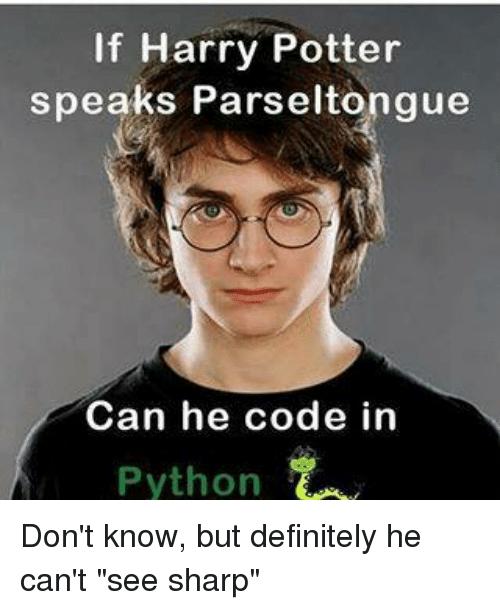 If Harry Potter
speaks Parseltongue
Can he code in
Python
Don't know, but definitely he
can't "see sharp"